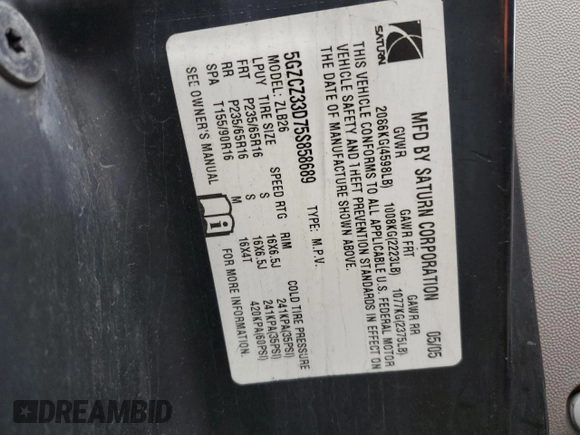 SATURN
MFD BY SATURN CORPORATION 05/05
GVWR GAWR FRT GAWR RR
2086KG(4598LB) 1008KG(2223LB) 1077KG(2375LB)
THIS VEHICLE CONFORMS TO ALL APPLICABLE U.S. FEDERAL MOTOR
VEHICLE SAFETY AND THEFT PREVENTION STANDARDS IN EFFECT ON
THE DATE OF MANUFACTURE SHOWN ABOVE.
5GZCZ33D75S858689 TYPE: M.P.V.
MODEL: ZLB26
LPUY TIRE SIZE SPEED RTG RIM COLD TIRE PRESSURE
FRT P235/65R16 S 16X6.5J 241KPA(35PSI)
RR P235/65R16 S 16X6.5J 241KPA(35PSI)
SPA T155/90R16 M 16X4T 420KPA(60PSI)
SEE OWNER'S MANUAL FOR MORE INFORMATION.
DREAMBID